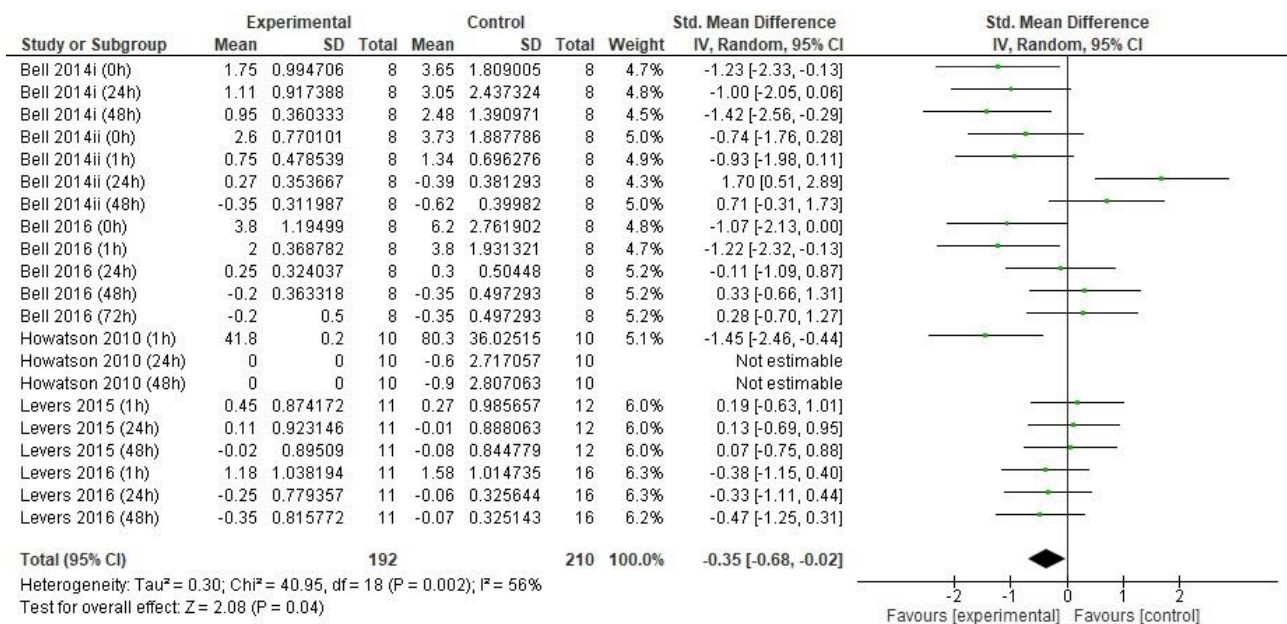 Experimental Control Std. Mean Difference Std. Mean Difference
Study or Subgroup Mean SD Total Mean SD Total Weight IV, Random, 95% CI IV, Random, 95% CI
Bell 2014i (0h) 1.75 0.994706 8 3.65 1.809005 8 4.7% -1.23 [-2.33, -0.13]
Bell 2014i (24h) 1.11 0.917388 8 3.05 2.437324 8 4.8% -1.00 [-2.05, 0.06]
Bell 2014i (48h) 0.95 0.360333 8 2.48 1.390971 8 4.5% -1.42 [-2.56, -0.29]
Bell 2014ii (0h) 2.6 0.770101 8 3.73 1.887786 8 5.0% -0.74 [-1.76, 0.28]
Bell 2014ii (1h) 0.75 0.478539 8 1.34 0.696276 8 4.9% -0.93 [-1.98, 0.11]
Bell 2014ii (24h) 0.27 0.353667 8 -0.39 0.381293 8 4.3% 1.70 [0.51, 2.89]
Bell 2014ii (48h) -0.35 0.311987 8 -0.62 0.39982 8 5.0% 0.71 [-0.31, 1.73]
Bell 2016 (0h) 3.8 1.19499 8 6.2 2.761902 8 4.8% -1.07 [-2.13, 0.00]
Bell 2016 (1h) 2 0.368782 8 3.8 1.931321 8 4.7% -1.22 [-2.32, -0.13]
Bell 2016 (24h) 0.25 0.324037 8 0.3 0.50448 8 5.2% -0.11 [-1.09, 0.87]
Bell 2016 (48h) -0.2 0.363318 8 -0.35 0.497293 8 5.2% 0.33 [-0.66, 1.31]
Bell 2016 (72h) -0.2 0.5 8 -0.35 0.497293 8 5.2% 0.28 [-0.70, 1.27]
Howatson 2010 (1h) 41.8 0.2 10 80.3 36.02515 10 5.1% -1.45 [-2.46, -0.44]
Howatson 2010 (24h) 0 0 10 -0.6 2.717057 10 Not estimable
Howatson 2010 (48h) 0 0 10 -0.9 2.807063 10 Not estimable
Levers 2015 (1h) 0.45 0.874172 11 0.27 0.985657 12 6.0% 0.19 [-0.63, 1.01]
Levers 2015 (24h) 0.11 0.923146 11 -0.01 0.888063 12 6.0% 0.13 [-0.69, 0.95]
Levers 2015 (48h) -0.02 0.89509 11 -0.08 0.844779 12 6.0% 0.07 [-0.75, 0.88]
Levers 2016 (1h) 1.18 1.038194 11 1.58 1.014735 16 6.3% -0.38 [-1.15, 0.40]
Levers 2016 (24h) -0.25 0.779357 11 -0.06 0.325644 16 6.3% -0.33 [-1.11, 0.44]
Levers 2016 (48h) -0.35 0.815772 11 -0.07 0.325143 16 6.2% -0.47 [-1.25, 0.31]
Total (95% CI) 192 210 100.0% -0.35 [-0.68, -0.02]
Heterogeneity: Tau² = 0.30; Chi² = 40.95, df = 18 (P = 0.002); I² = 56%
Test for overall effect: Z = 2.08 (P = 0.04)
-2 -1 0 1 2
Favours [experimental] Favours [control]